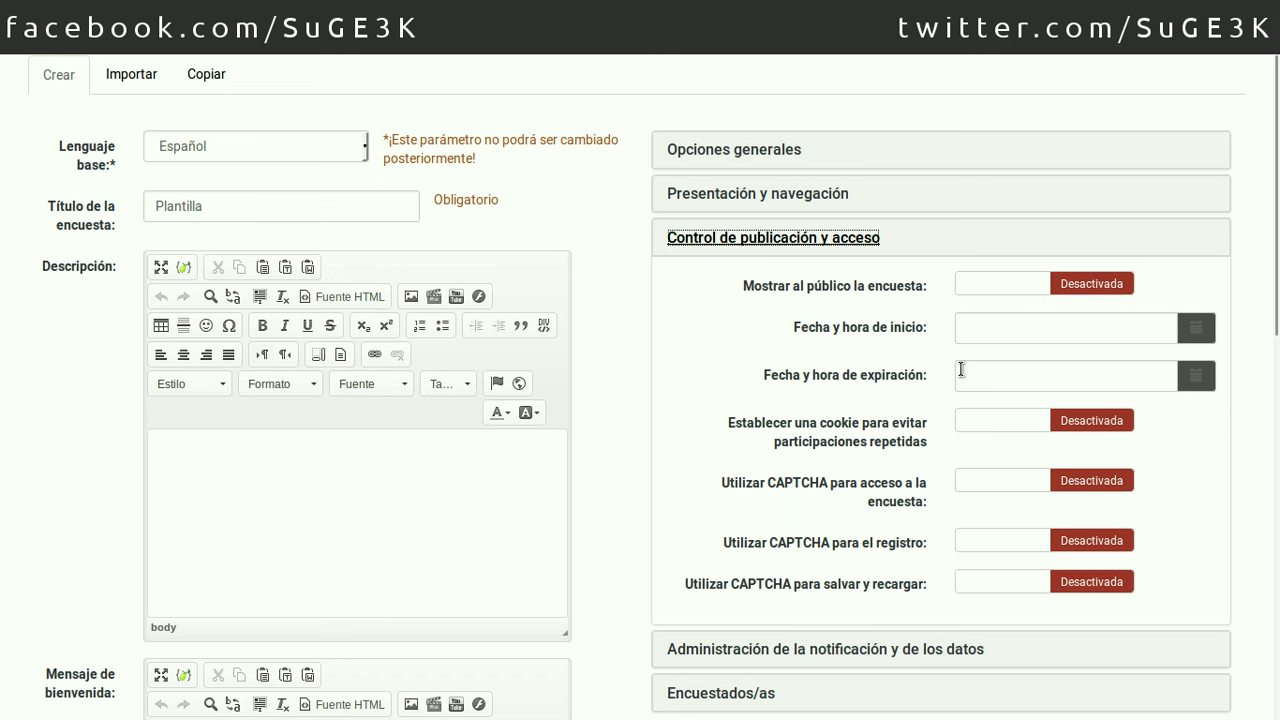 facebook.com/SuGE3K
twitter.com/SuGE3K
Crear
Importar
Copiar
Lenguaje
base:*
Español
*¡Este parámetro no podrá ser cambiado
posteriormente!
Título de la
encuesta:
Plantilla
Obligatorio
Descripción:
Fuente HTML
Estilo
Formato
Fuente
Ta...
body
Mensaje de
bienvenida:
Fuente HTML
Opciones generales
Presentación y navegación
Control de publicación y acceso
Mostrar al público la encuesta:
Desactivada
Fecha y hora de inicio:
Fecha y hora de expiración:
Establecer una cookie para evitar
participaciones repetidas
Desactivada
Utilizar CAPTCHA para acceso a la
encuesta:
Desactivada
Utilizar CAPTCHA para el registro:
Desactivada
Utilizar CAPTCHA para salvar y recargar:
Desactivada
Administración de la notificación y de los datos
Encuestados/as